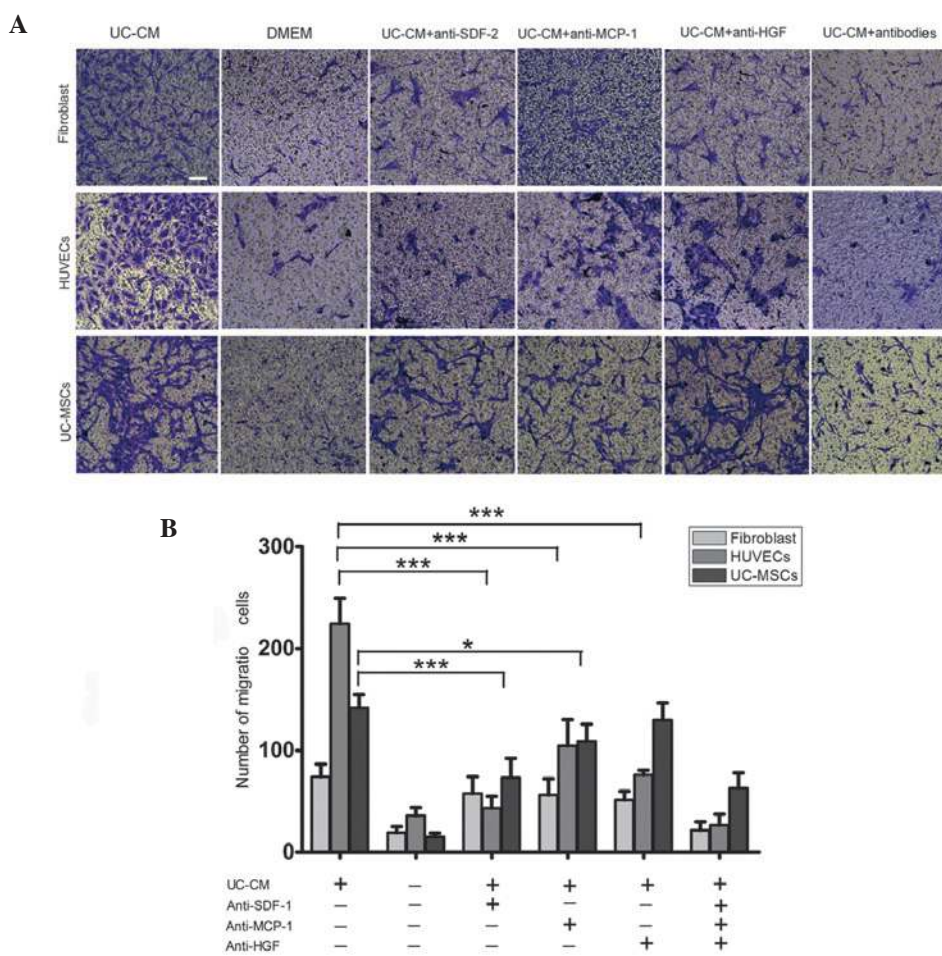 A
UC-CM DMEM UC-CM+anti-SDF-2 UC-CM+anti-MCP-1 UC-CM+anti-HGF UC-CM+antibodies
Fibroblast
HUVECs
UC-MSCs
B
Number of migratio cells
300
200
100
0
***
***
***
*
***
Fibroblast
HUVECs
UC-MSCs
UC-CM + – + + + +
Anti-SDF-1 – – + – – +
Anti-MCP-1 – – – + – +
Anti-HGF – – – – + +